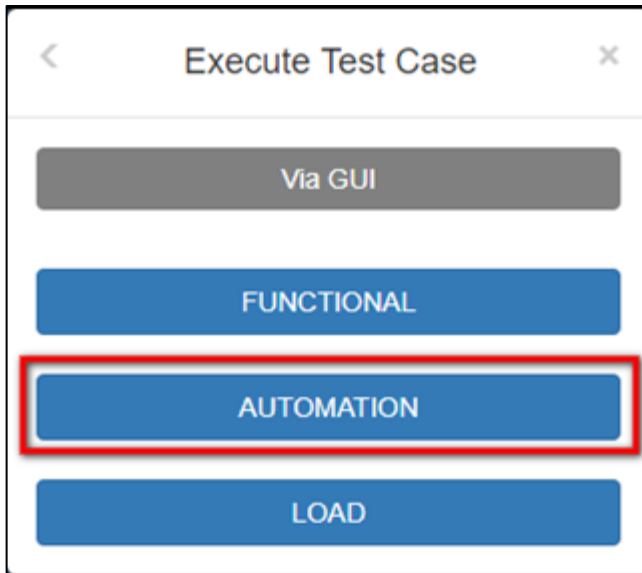 Execute Test Case
Via GUI
FUNCTIONAL
AUTOMATION
LOAD